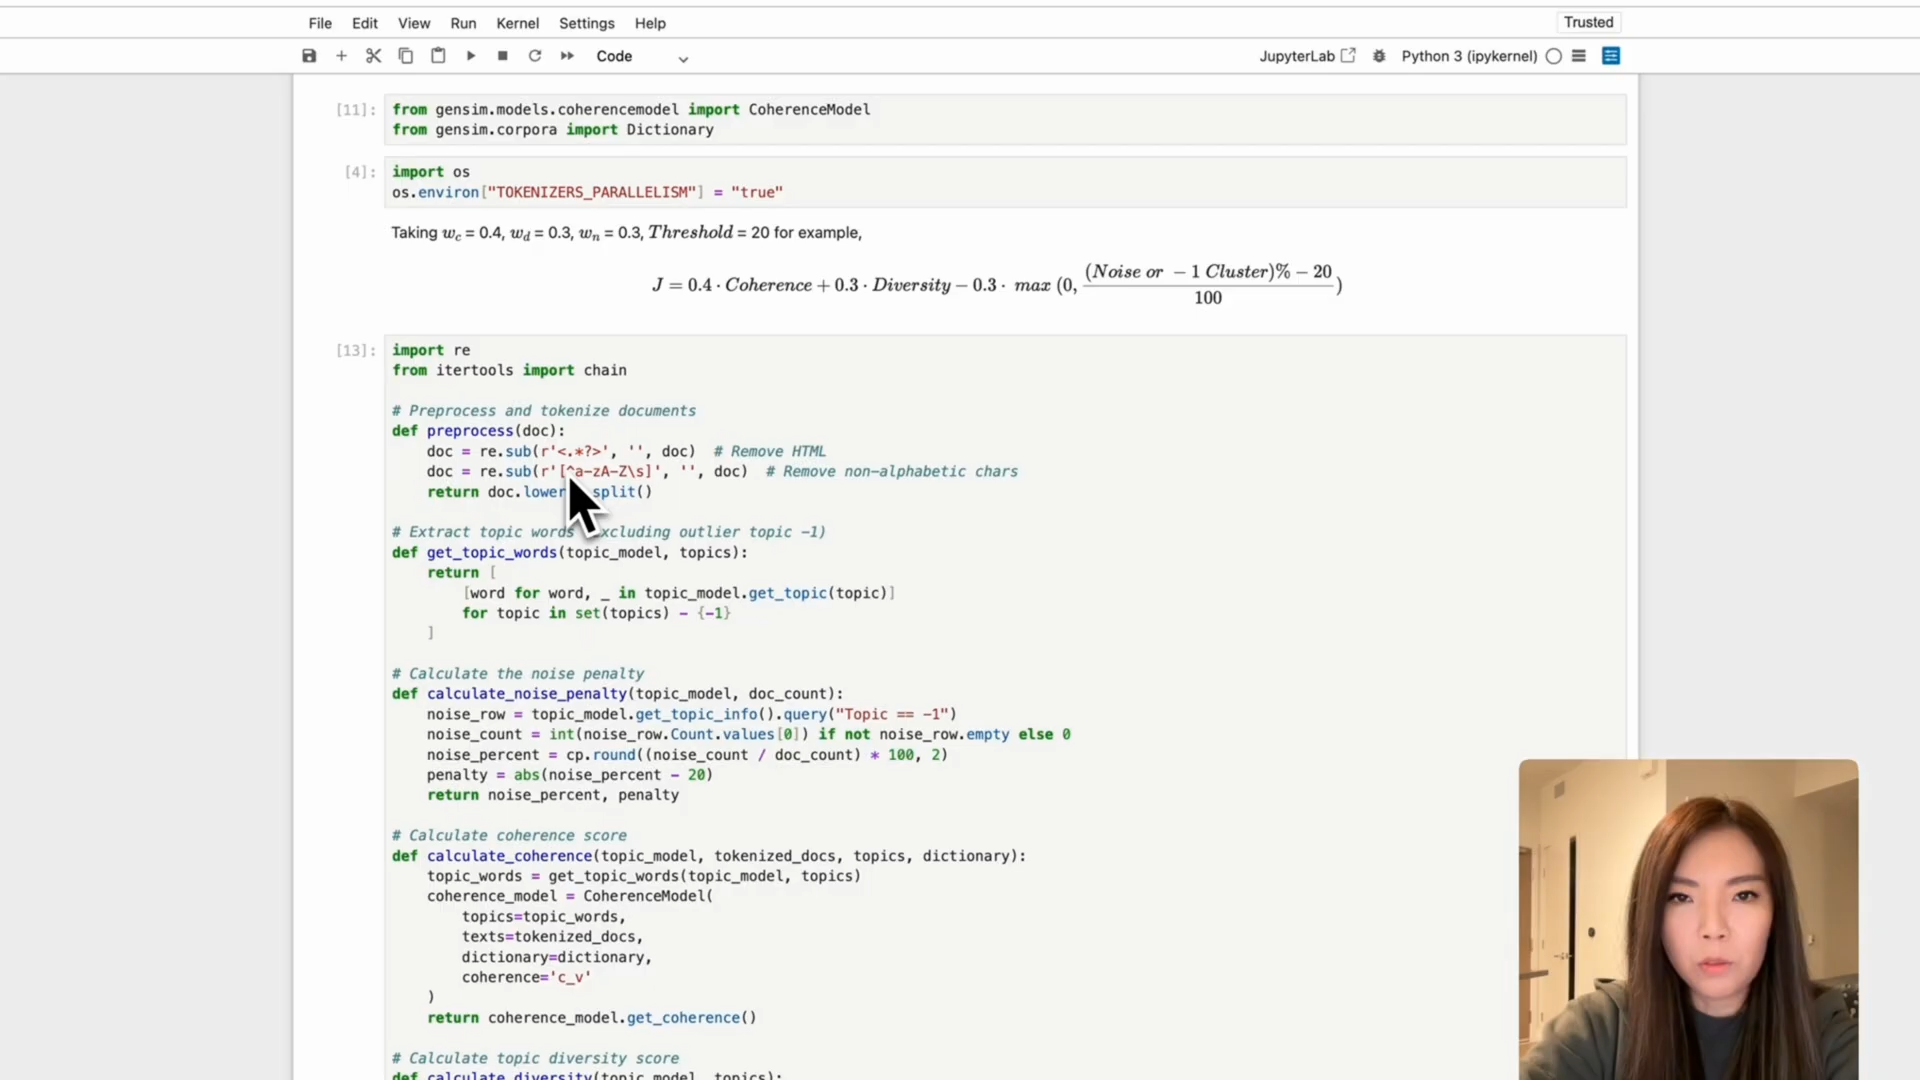 File Edit View Run Kernel Settings Help Trusted
Code JupyterLab Python 3 (ipykernel)
[11]: from gensim.models.coherencemodel import CoherenceModel
from gensim.corpora import Dictionary
[4]: import os
os.environ["TOKENIZERS_PARALLELISM"] = "true"
Taking w_c = 0.4, w_d = 0.3, w_n = 0.3, Threshold = 20 for example,
J = 0.4 · Coherence + 0.3 · Diversity − 0.3 · max (0, (Noise or − 1 Cluster)% − 20 / 100 )
[13]: import re
from itertools import chain
# Preprocess and tokenize documents
def preprocess(doc):
doc = re.sub(r'<.*?>', '', doc) # Remove HTML
doc = re.sub(r'[^a-zA-Z\s]', '', doc) # Remove non-alphabetic chars
return doc.lower split()
# Extract topic words xcluding outlier topic -1)
def get_topic_words(topic_model, topics):
return [
[word for word, _ in topic_model.get_topic(topic)]
for topic in set(topics) - {-1}
]
# Calculate the noise penalty
def calculate_noise_penalty(topic_model, doc_count):
noise_row = topic_model.get_topic_info().query("Topic == -1")
noise_count = int(noise_row.Count.values[0]) if not noise_row.empty else 0
noise_percent = cp.round((noise_count / doc_count) * 100, 2)
penalty = abs(noise_percent - 20)
return noise_percent, penalty
# Calculate coherence score
def calculate_coherence(topic_model, tokenized_docs, topics, dictionary):
topic_words = get_topic_words(topic_model, topics)
coherence_model = CoherenceModel(
topics=topic_words,
texts=tokenized_docs,
dictionary=dictionary,
coherence='c_v'
)
return coherence_model.get_coherence()
# Calculate topic diversity score
def calculate_diversity(topic_model, topics):